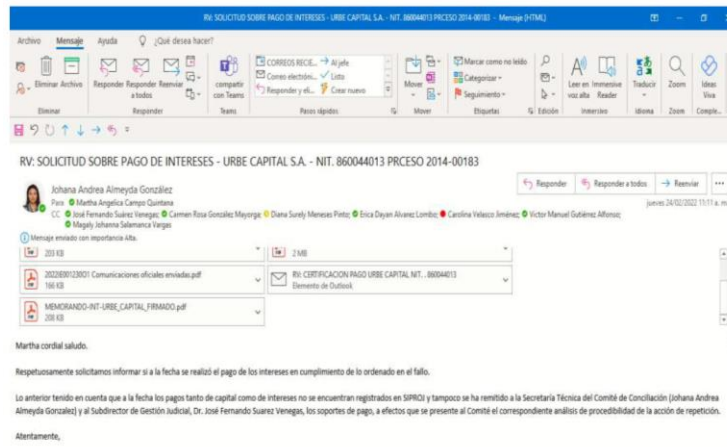 RV: SOLICITUD SOBRE PAGO DE INTERESES - URBE CAPITAL S.A. - NIT. 860044013 PRCESO 2014-00183 - Mensaje (HTML)
Archivo Mensaje Ayuda ¿Qué desea hacer?
Eliminar Archivo
Responder Responder a todos Reenviar
compartir con Teams
CORREOS RECIE... Al jefe
Correo electróni... Listo
Responder y eli... Crear nuevo
Mover
Marcar como no leído
Categorizar
Seguimiento
Leer en voz alta Immersive Reader
Traducir
Zoom
Ideas Viva
Eliminar Responder Teams Pasos rápidos Mover Etiquetas Edición Inmersivo Idioma Zoom Comple...
RV: SOLICITUD SOBRE PAGO DE INTERESES - URBE CAPITAL S.A. - NIT. 860044013 PRCESO 2014-00183
Johana Andrea Almeyda González
Responder Responder a todos Reenviar
Para Martha Angelica Campo Quintana
jueves 24/02/2022 11:11 a. m.
CC José Fernando Suárez Venegas; Carmen Rosa González Mayorga; Diana Surely Meneses Pinto; Erica Dayan Alvarez Lombo; Carolina Velasco Jiménez; Victor Manuel Gutiérrez Alfonso;
Magaly Johanna Salamanca Vargas
Mensaje enviado con importancia Alta.
203 KB
2 MB
2022IE001230O1 Comunicaciones oficiales enviadas.pdf
166 KB
RV: CERTIFICACION PAGO URBE CAPITAL NIT. . 860044013
Elemento de Outlook
MEMORANDO-INT-URBE_CAPITAL_FIRMADO.pdf
208 KB
Martha cordial saludo.
Respetuosamente solicitamos informar si a la fecha se realizó el pago de los intereses en cumplimiento de lo ordenado en el fallo.
Lo anterior tenido en cuenta que a la fecha los pagos tanto de capital como de intereses no se encuentran registrados en SIPROJ y tampoco se ha remitido a la Secretaría Técnica del Comité de Conciliación (Johana Andrea
Almeyda Gonzalez) y al Subdirector de Gestión Judicial, Dr. José Fernando Suarez Venegas, los soportes de pago, a efectos que se presente al Comité el correspondiente análisis de procedibilidad de la acción de repetición.
Atentamente,